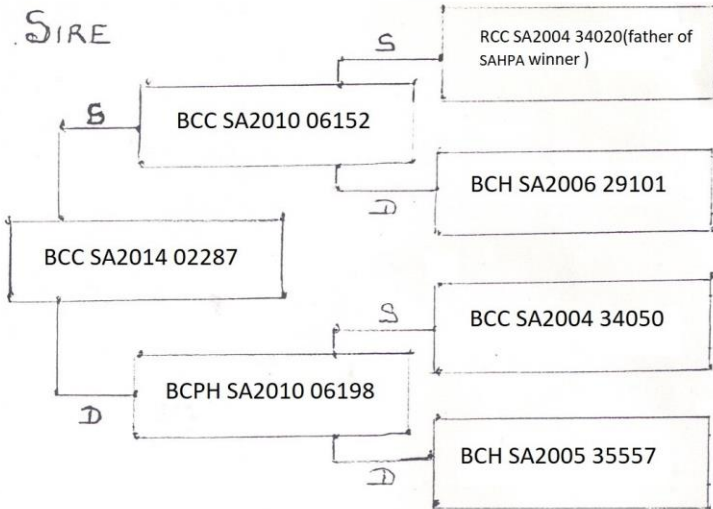 SIRE
S
RCC SA2004 34020(father of
SAHPA winner )
S
BCC SA2010 06152
D
BCH SA2006 29101
BCC SA2014 02287
S
BCC SA2004 34050
D
BCPH SA2010 06198
D
BCH SA2005 35557